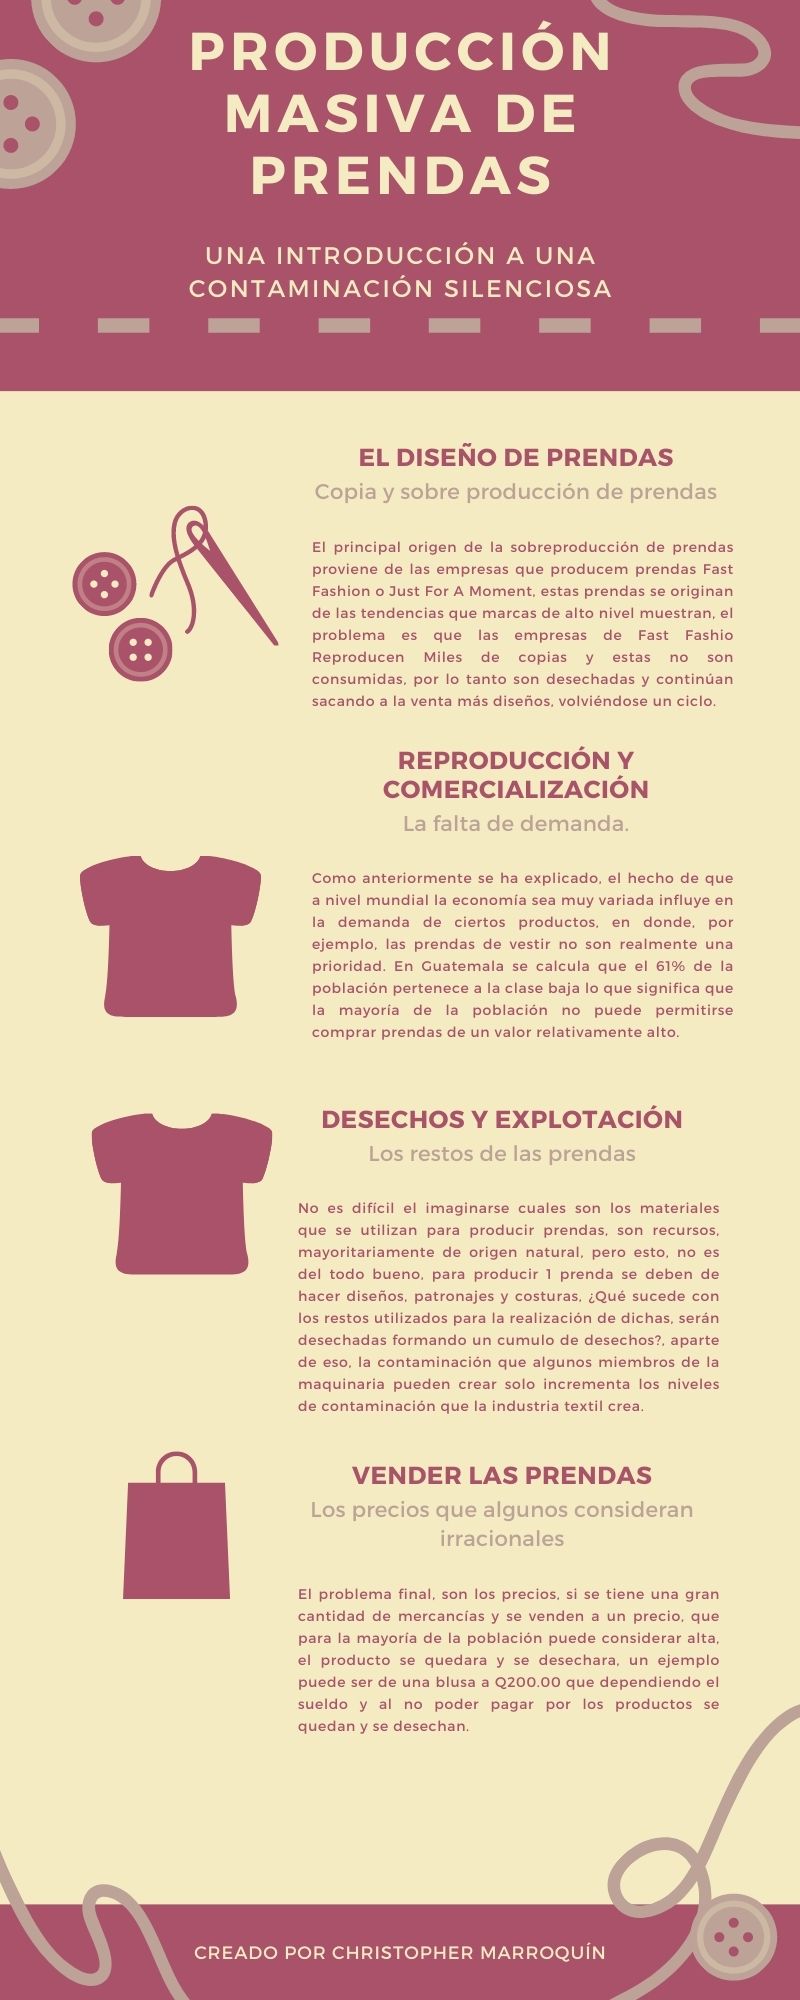 PRODUCCIÓN
MASIVA DE
PRENDAS
UNA INTRODUCCIÓN A UNA
CONTAMINACIÓN SILENCIOSA
EL DISEÑO DE PRENDAS
Copia y sobre producción de prendas
El principal origen de la sobreproducción de prendas
proviene de las empresas que producem prendas Fast
Fashion o Just For A Moment, estas prendas se originan
de las tendencias que marcas de alto nivel muestran, el
problema es que las empresas de Fast Fashio
Reproducen Miles de copias y estas no son
consumidas, por lo tanto son desechadas y continúan
sacando a la venta más diseños, volviéndose un ciclo.
REPRODUCCIÓN Y
COMERCIALIZACIÓN
La falta de demanda.
Como anteriormente se ha explicado, el hecho de que
a nivel mundial la economía sea muy variada influye en
la demanda de ciertos productos, en donde, por
ejemplo, las prendas de vestir no son realmente una
prioridad. En Guatemala se calcula que el 61% de la
población pertenece a la clase baja lo que significa que
la mayoría de la población no puede permitirse
comprar prendas de un valor relativamente alto.
DESECHOS Y EXPLOTACIÓN
Los restos de las prendas
No es difícil el imaginarse cuales son los materiales
que se utilizan para producir prendas, son recursos,
mayoritariamente de origen natural, pero esto, no es
del todo bueno, para producir 1 prenda se deben de
hacer diseños, patronajes y costuras, ¿Qué sucede con
los restos utilizados para la realización de dichas, serán
desechadas formando un cumulo de desechos?, aparte
de eso, la contaminación que algunos miembros de la
maquinaria pueden crear solo incrementa los niveles
de contaminación que la industria textil crea.
VENDER LAS PRENDAS
Los precios que algunos consideran
irracionales
El problema final, son los precios, si se tiene una gran
cantidad de mercancías y se venden a un precio, que
para la mayoría de la población puede considerar alta,
el producto se quedara y se desechara, un ejemplo
puede ser de una blusa a Q200.00 que dependiendo el
sueldo y al no poder pagar por los productos se
quedan y se desechan.
CREADO POR CHRISTOPHER MARROQUÍN